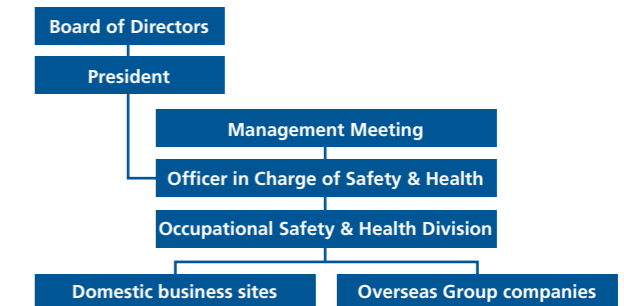 Board of Directors
President
Management Meeting
Officer in Charge of Safety & Health
Occupational Safety & Health Division
Domestic business sites
Overseas Group companies